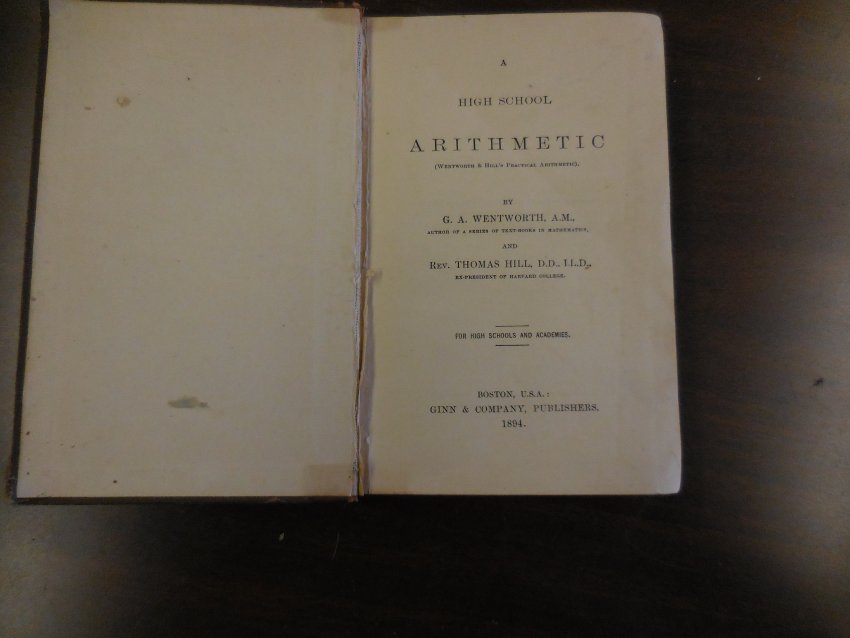 A
HIGH SCHOOL
ARITHMETIC
(WENTWORTH & HILL'S PRACTICAL ARITHMETIC).
BY
G. A. WENTWORTH, A.M.,
AUTHOR OF A SERIES OF TEXT-BOOKS IN MATHEMATICS,
AND
REV. THOMAS HILL, D.D., LL.D.,
EX-PRESIDENT OF HARVARD COLLEGE.
FOR HIGH SCHOOLS AND ACADEMIES.
BOSTON, U.S.A.:
GINN & COMPANY, PUBLISHERS.
1894.